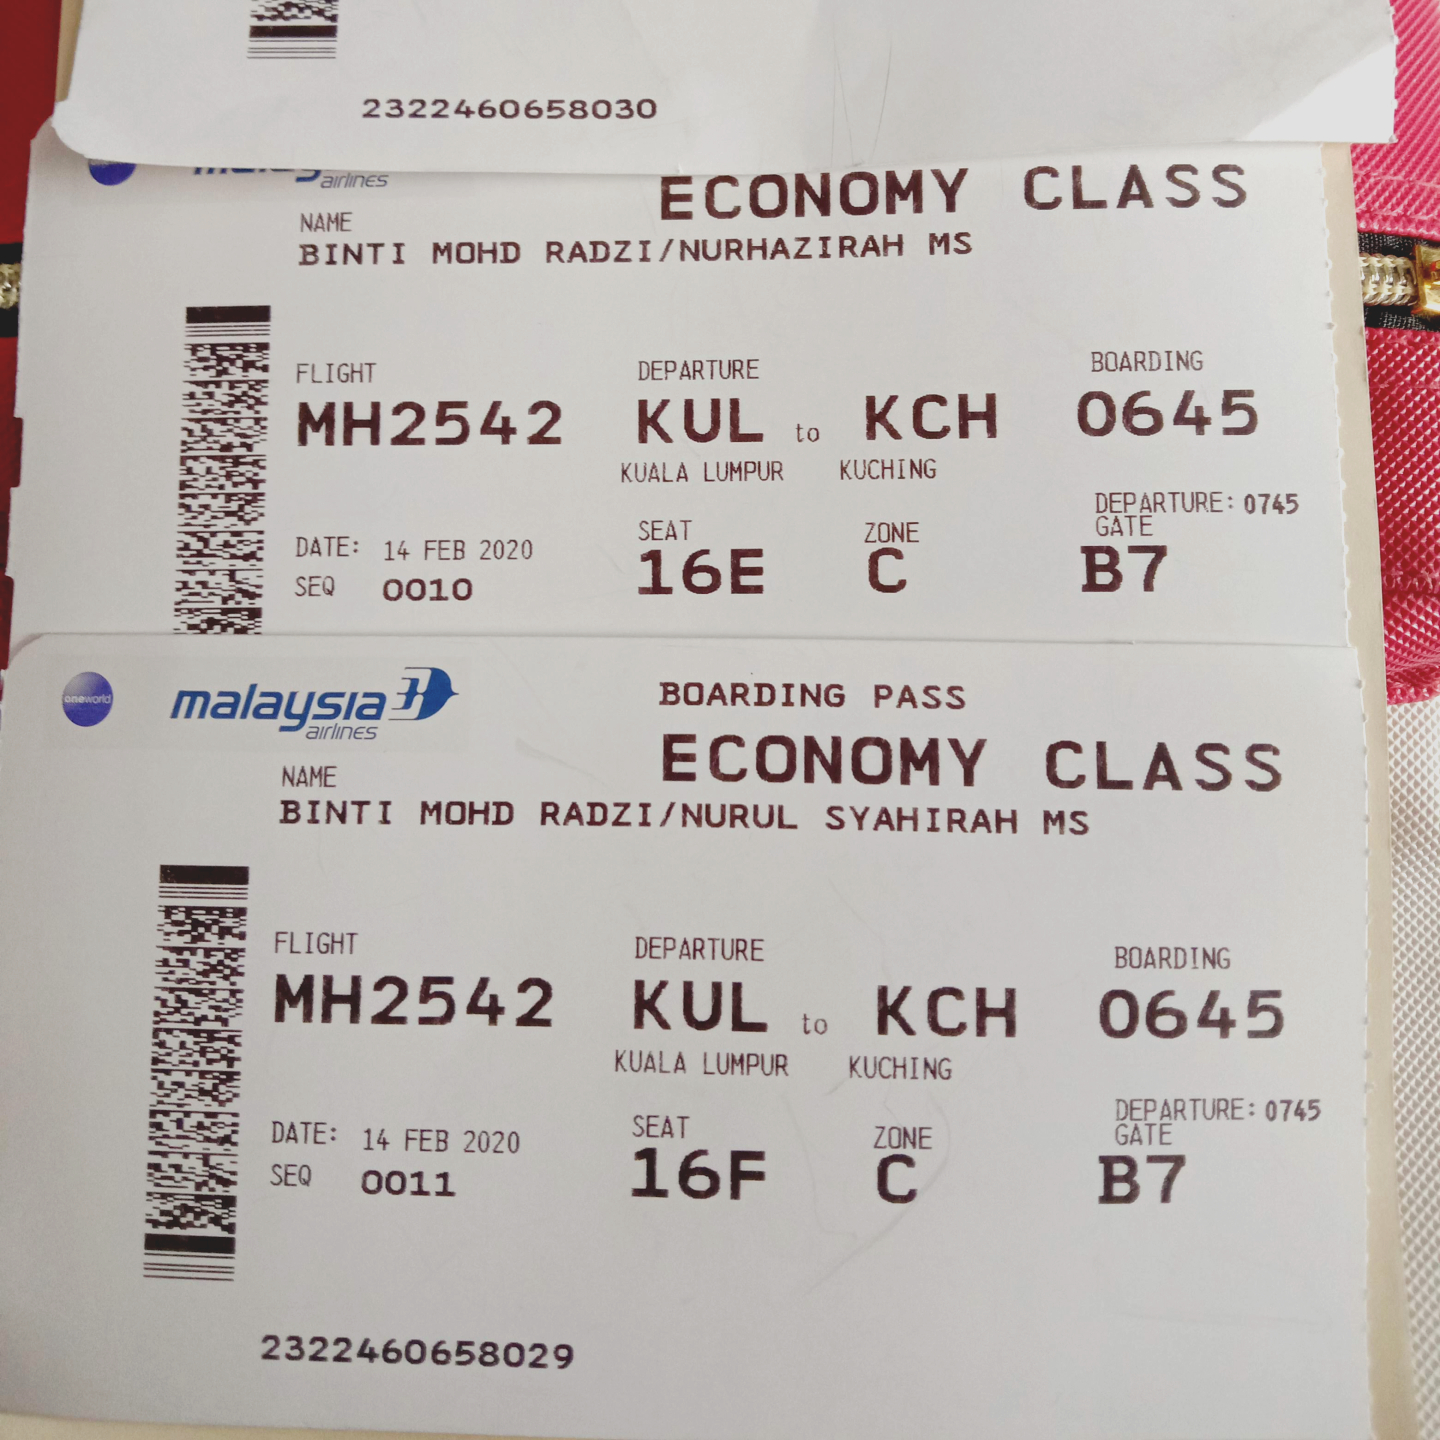 2322460658030
malaysia
airlines
ECONOMY CLASS
NAME
BINTI MOHD RADZI/NURHAZIRAH MS
FLIGHT DEPARTURE BOARDING
MH2542 KUL to KCH 0645
KUALA LUMPUR KUCHING
DEPARTURE: 0745
SEAT ZONE GATE
DATE: 14 FEB 2020 16E C B7
SEQ 0010
oneworld malaysia
airlines
BOARDING PASS
ECONOMY CLASS
NAME
BINTI MOHD RADZI/NURUL SYAHIRAH MS
FLIGHT DEPARTURE BOARDING
MH2542 KUL to KCH 0645
KUALA LUMPUR KUCHING
DEPARTURE: 0745
SEAT ZONE GATE
DATE: 14 FEB 2020 16F C B7
SEQ 0011
2322460658029